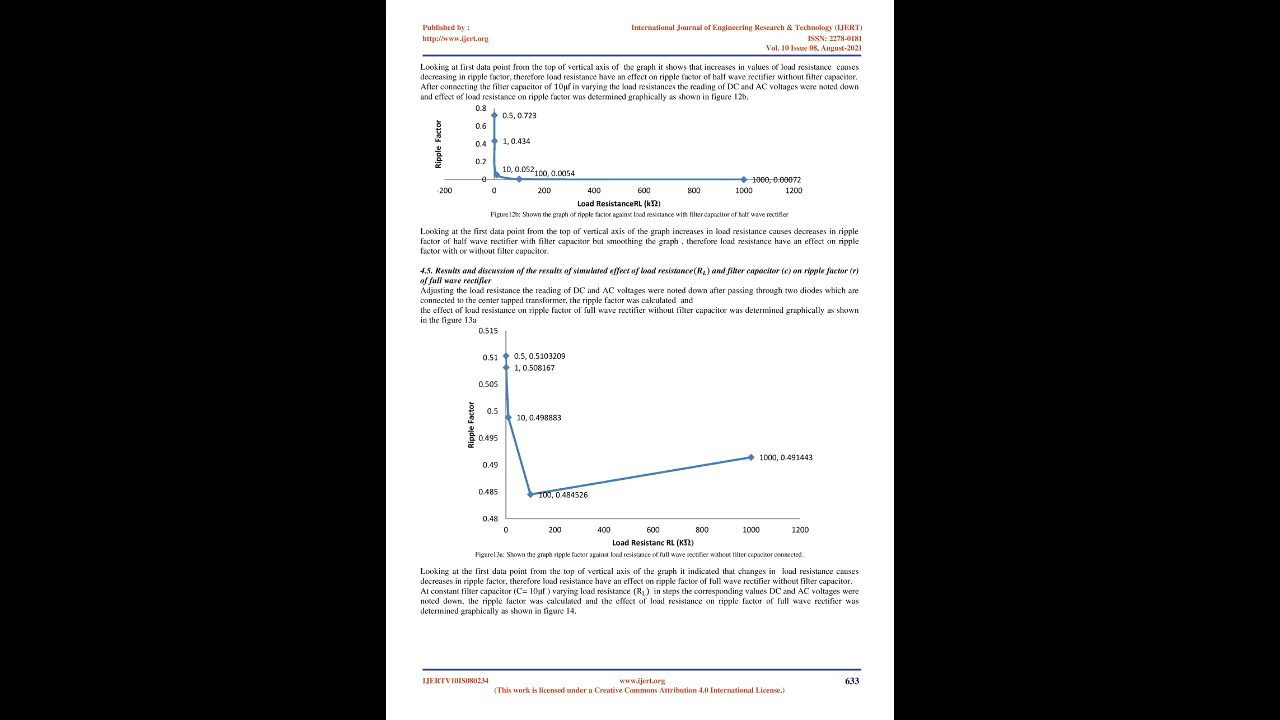 Published by :
International Journal of Engineering Research & Technology (IJERT)
http://www.ijert.org
ISSN: 2278-0181
Vol. 10 Issue 08, August-2021
Looking at first data point from the top of vertical axis of the graph it shows that increases in values of load resistance causes
decreasing in ripple factor, therefore load resistance have an effect on ripple factor of half wave rectifier without filter capacitor.
After connecting the filter capacitor of 10µf in varying the load resistances the reading of DC and AC voltages were noted down
and effect of load resistance on ripple factor was determined graphically as shown in figure 12b.
0.8
0.6
0.4
0.2
0
Ripple Factor
0.5, 0.723
1, 0.434
10, 0.052
100, 0.0054
1000, 0.00072
-200 0 200 400 600 800 1000 1200
Load ResistanceRL (kΩ)
Figure12b: Shown the graph of ripple factor against load resistance with filter capacitor of half wave rectifier
Looking at the first data point from the top of vertical axis of the graph increases in load resistance causes decreases in ripple
factor of half wave rectifier with filter capacitor but smoothing the graph . therefore load resistance have an effect on ripple
factor with or without filter capacitor.
4.5. Results and discussion of the results of simulated effect of load resistance(R_L) and filter capacitor (c) on ripple factor (r)
of full wave rectifier
Adjusting the load resistance the reading of DC and AC voltages were noted down after passing through two diodes which are
connected to the center tapped transformer, the ripple factor was calculated and
the effect of load resistance on ripple factor of full wave rectifier without filter capacitor was determined graphically as shown
in the figure 13a
0.515
0.51
0.505
0.5
0.495
0.49
0.485
0.48
Ripple Factor
0.5, 0.5103209
1, 0.508167
10, 0.498883
1000, 0.491443
100, 0.484526
0 200 400 600 800 1000 1200
Load Resistanc RL (KΩ)
Figure13a: Shown the graph ripple factor against load resistance of full wave rectifier without filter capacitor connected.
Looking at the first data point from the top of vertical axis of the graph it indicated that changes in load resistance causes
decreases in ripple factor, therefore load resistance have an effect on ripple factor of full wave rectifier without filter capacitor.
At constant filter capacitor (C= 10µf ) varying load resistance (R_L) in steps the corresponding values DC and AC voltages were
noted down, the ripple factor was calculated and the effect of load resistance on ripple factor of full wave rectifier was
determined graphically as shown in figure 14.
IJERTV10IS080234
www.ijert.org
633
(This work is licensed under a Creative Commons Attribution 4.0 International License.)